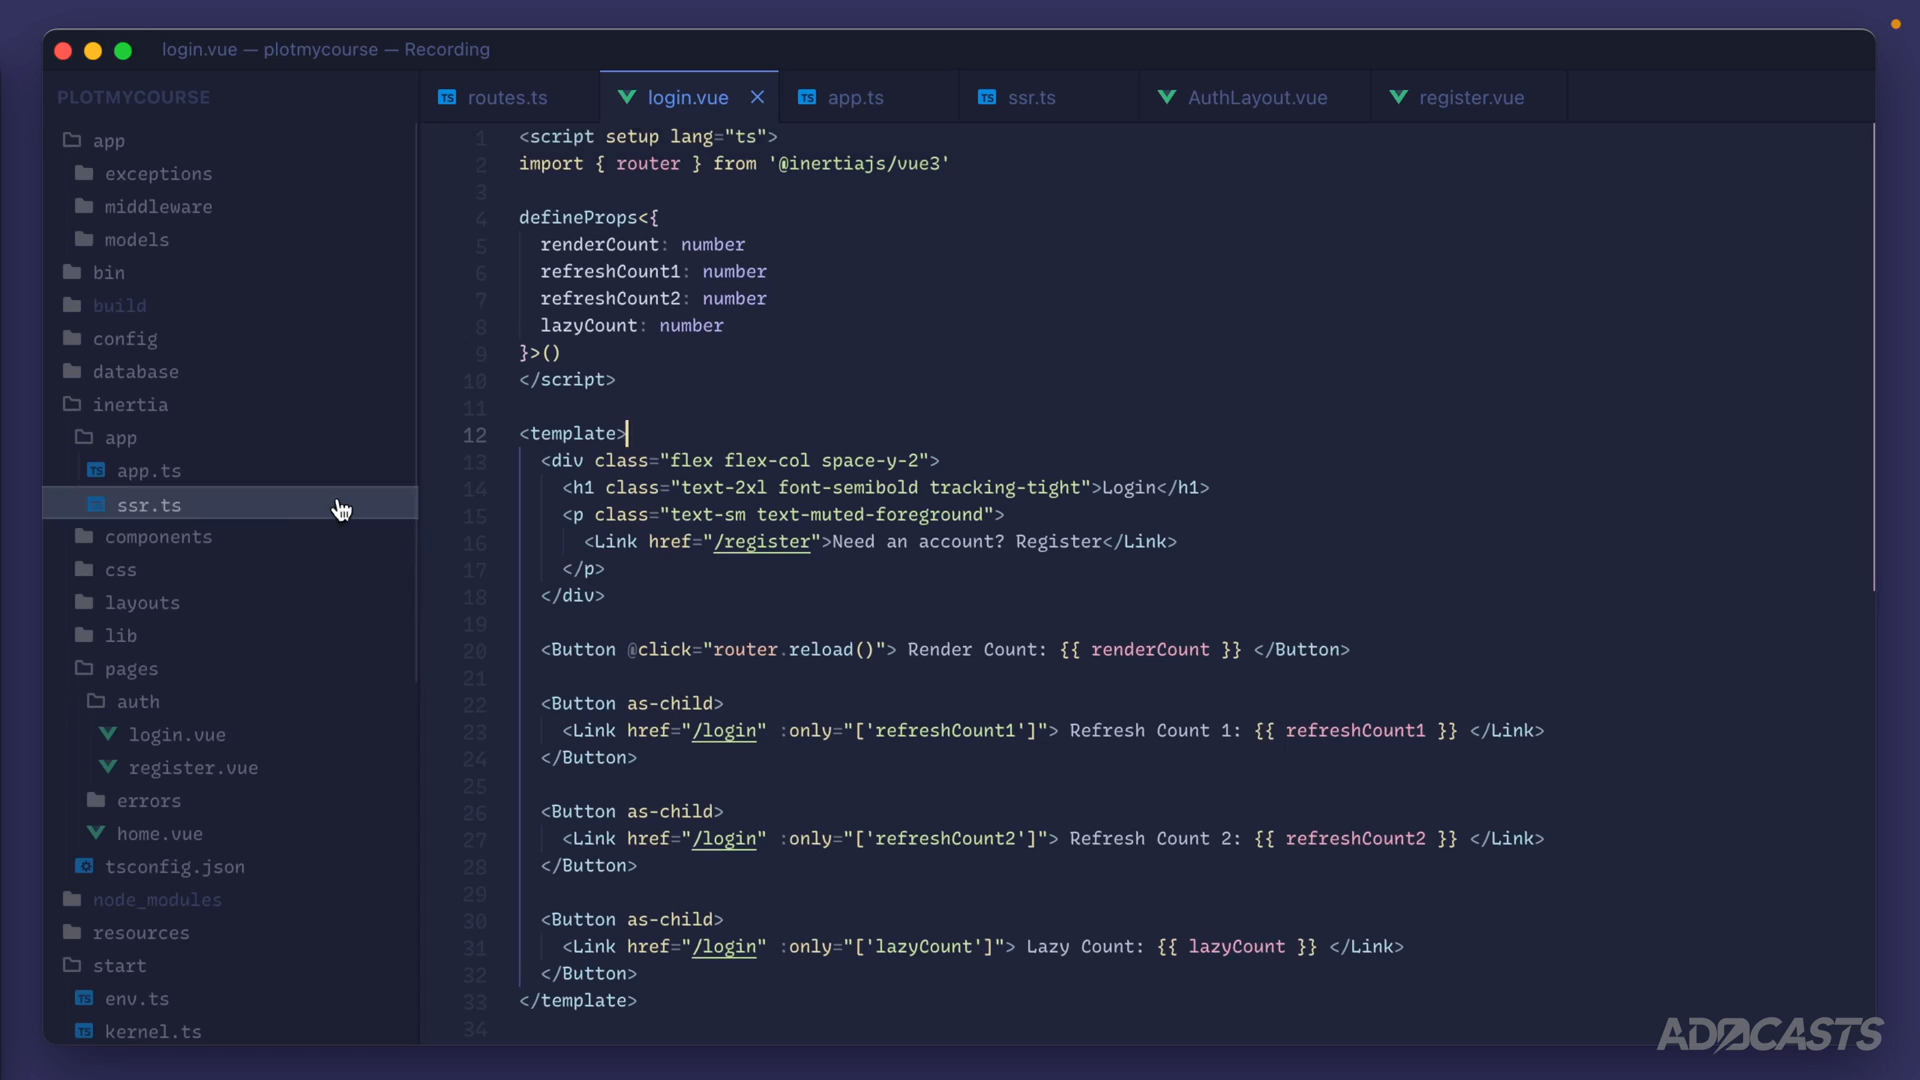 login.vue — plotmycourse — Recording
PLOTMYCOURSE
app
exceptions
middleware
models
bin
build
config
database
inertia
app
TS app.ts
ssr.ts
components
css
layouts
lib
pages
auth
login.vue
register.vue
errors
home.vue
tsconfig.json
node_modules
resources
start
TS env.ts
TS kernel.ts
TS routes.ts
login.vue
TS app.ts
TS ssr.ts
AuthLayout.vue
register.vue
1 <script setup lang="ts">
2 import { router } from '@inertiajs/vue3'
3
4 defineProps<{
5 renderCount: number
6 refreshCount1: number
7 refreshCount2: number
8 lazyCount: number
9 }>()
10 </script>
11
12 <template>
13 <div class="flex flex-col space-y-2">
14 <h1 class="text-2xl font-semibold tracking-tight">Login</h1>
15 <p class="text-sm text-muted-foreground">
16 <Link href="/register">Need an account? Register</Link>
17 </p>
18 </div>
19
20 <Button @click="router.reload()"> Render Count: {{ renderCount }} </Button>
21
22 <Button as-child>
23 <Link href="/login" :only="['refreshCount1']"> Refresh Count 1: {{ refreshCount1 }} </Link>
24 </Button>
25
26 <Button as-child>
27 <Link href="/login" :only="['refreshCount2']"> Refresh Count 2: {{ refreshCount2 }} </Link>
28 </Button>
29
30 <Button as-child>
31 <Link href="/login" :only="['lazyCount']"> Lazy Count: {{ lazyCount }} </Link>
32 </Button>
33 </template>
34
ADOCASTS